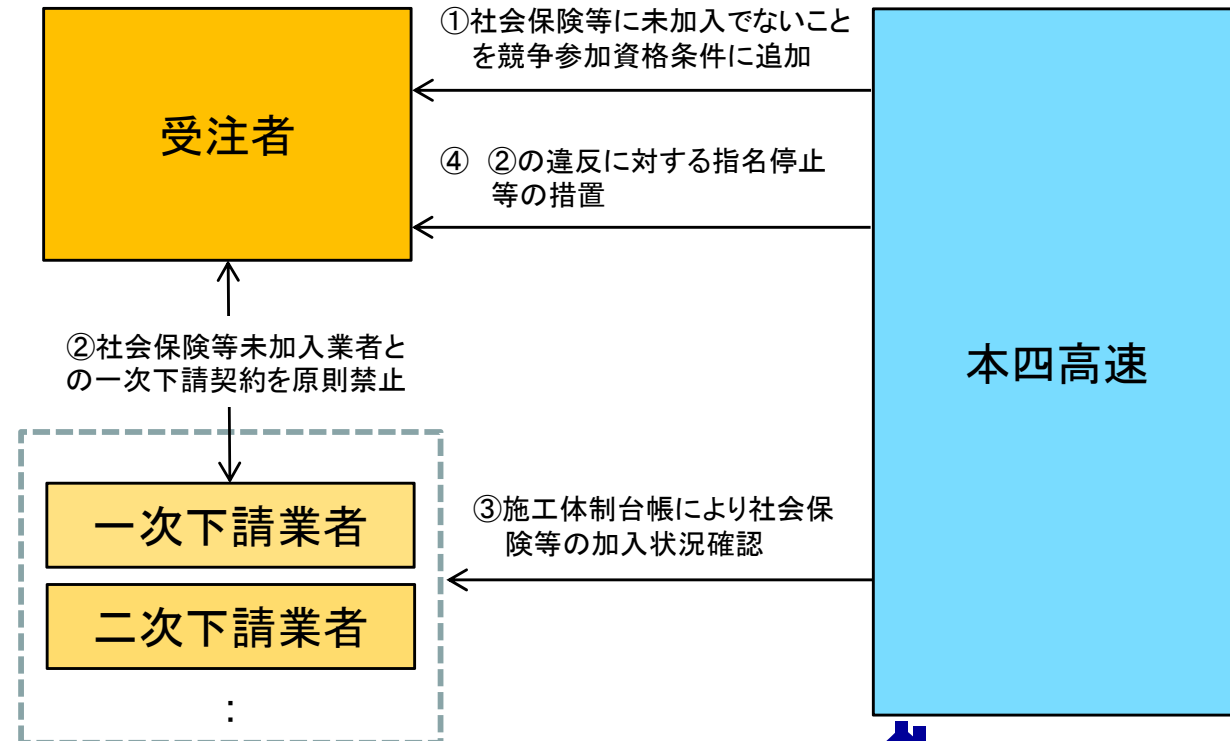 ①社会保険等に未加入でないこと
を競争参加資格条件に追加
受注者
④ ②の違反に対する指名停止
等の措置
②社会保険等未加入業者と
の一次下請契約を原則禁止
本四高速
一次下請業者
③施工体制台帳により社会保
険等の加入状況確認
二次下請業者
: